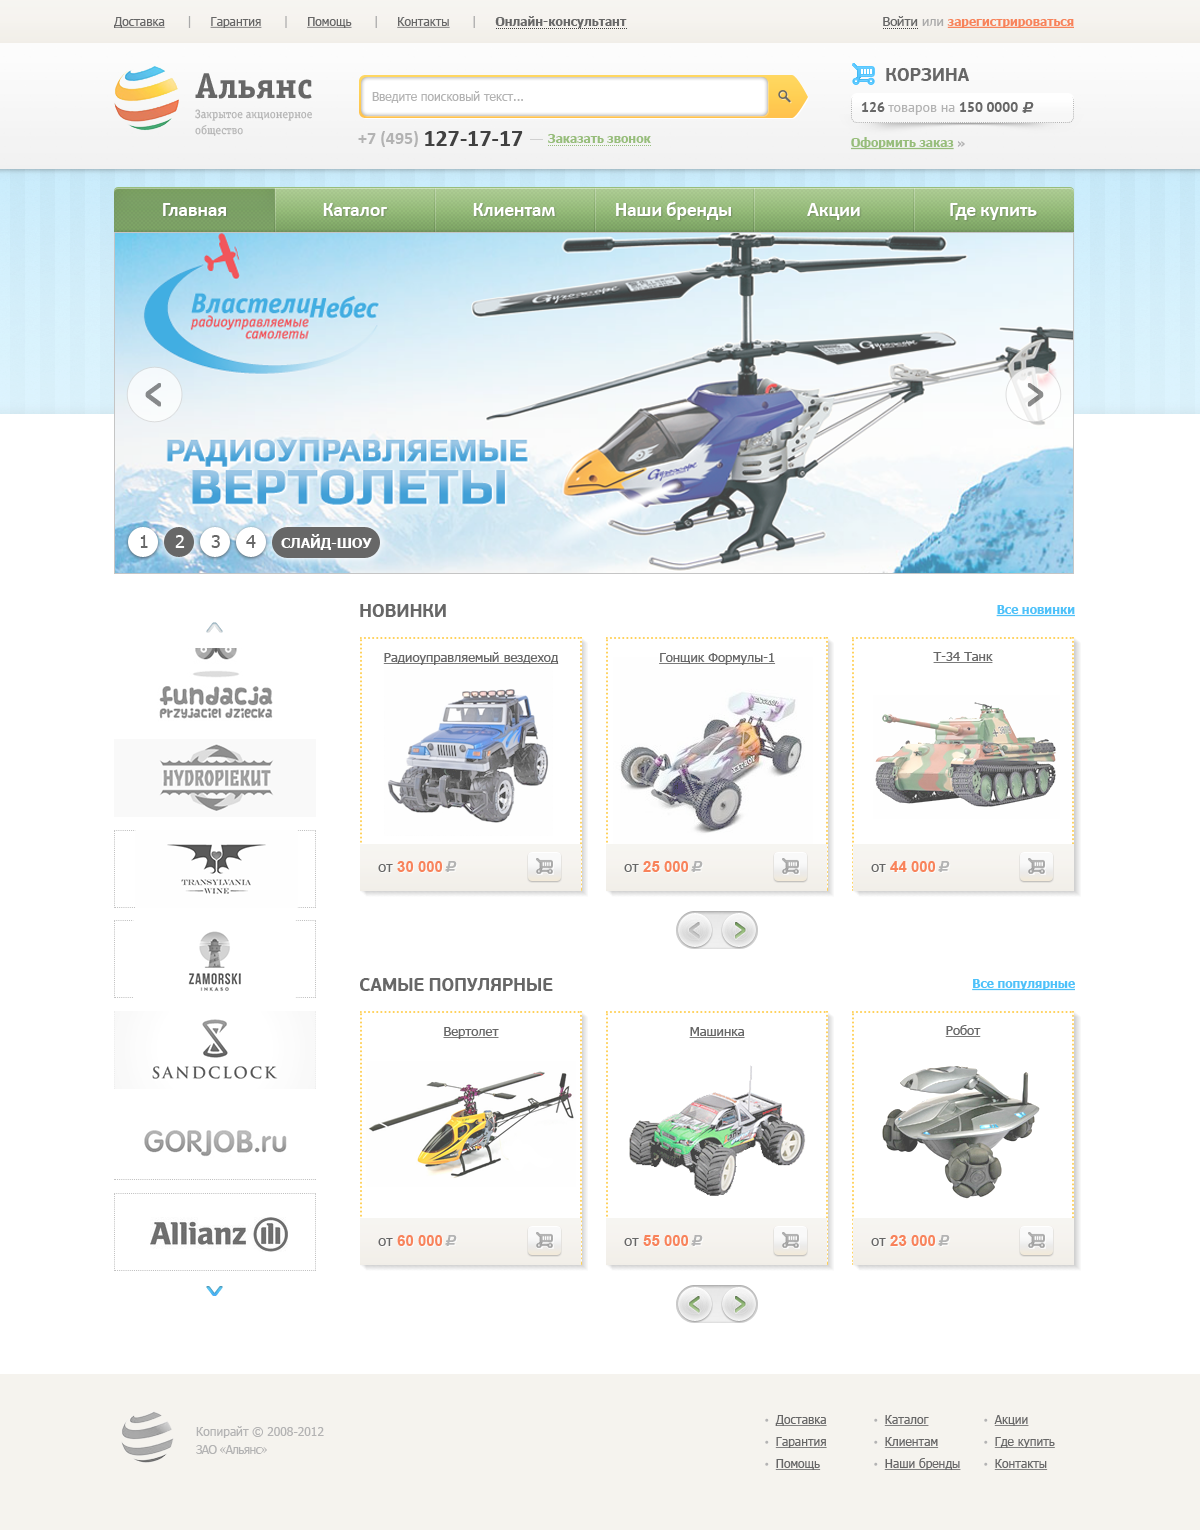 Доставка | Гарантия | Помощь | Контакты | Онлайн-консультант
Войти или зарегистрироваться
Альянс
Закрытое акционерное
общество
Введите поисковый текст...
+7 (495) 127-17-17 — Заказать звонок
КОРЗИНА
126 товаров на 150 0000 ₽
Оформить заказ »
Главная Каталог Клиентам Наши бренды Акции Где купить
ВластелиНебес
радиоуправляемые
самолеты
РАДИОУПРАВЛЯЕМЫЕ
ВЕРТОЛЕТЫ
1 2 3 4 СЛАЙД-ШОУ
fundacja
przyjaciel dziecka
HYDROPIEKUT
TRANSYLVANIA
WINE
ZAMORSKI
INKASO
SANDCLOCK
GORJOB.ru
Allianz
НОВИНКИ
Все новинки
Радиоуправляемый вездеход
Гонщик Формулы-1
Т-34 Танк
от 30 000 ₽
от 25 000 ₽
от 44 000 ₽
САМЫЕ ПОПУЛЯРНЫЕ
Все популярные
Вертолет
Машинка
Робот
от 60 000 ₽
от 55 000 ₽
от 23 000 ₽
Копирайт © 2008-2012
ЗАО «Альянс»
Доставка
Гарантия
Помощь
Каталог
Клиентам
Наши бренды
Акции
Где купить
Контакты